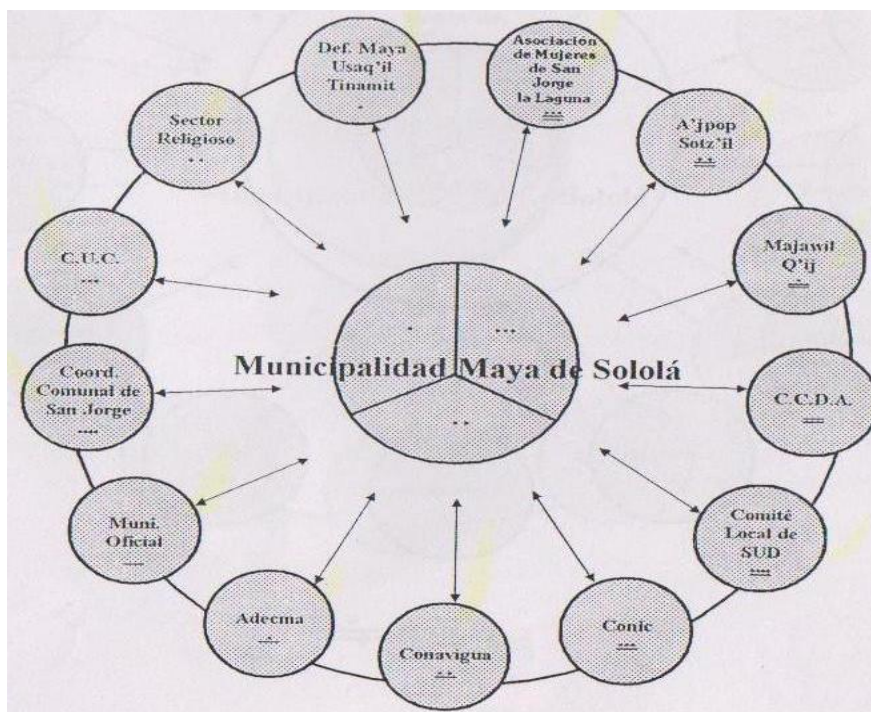 Def. Maya
Usaq'il
Tinamit
Asociación
de Mujeres
de San
Jorge
la Laguna
A'jpop
Sotz'il
Majawil
Q'ij
C.C.D.A.
Comité
Local de
SUD
Conic
Conavigua
Adecma
Muni.
Oficial
Coord.
Comunal de
San Jorge
C.U.C.
Sector
Religioso
Municipalidad Maya de Sololá